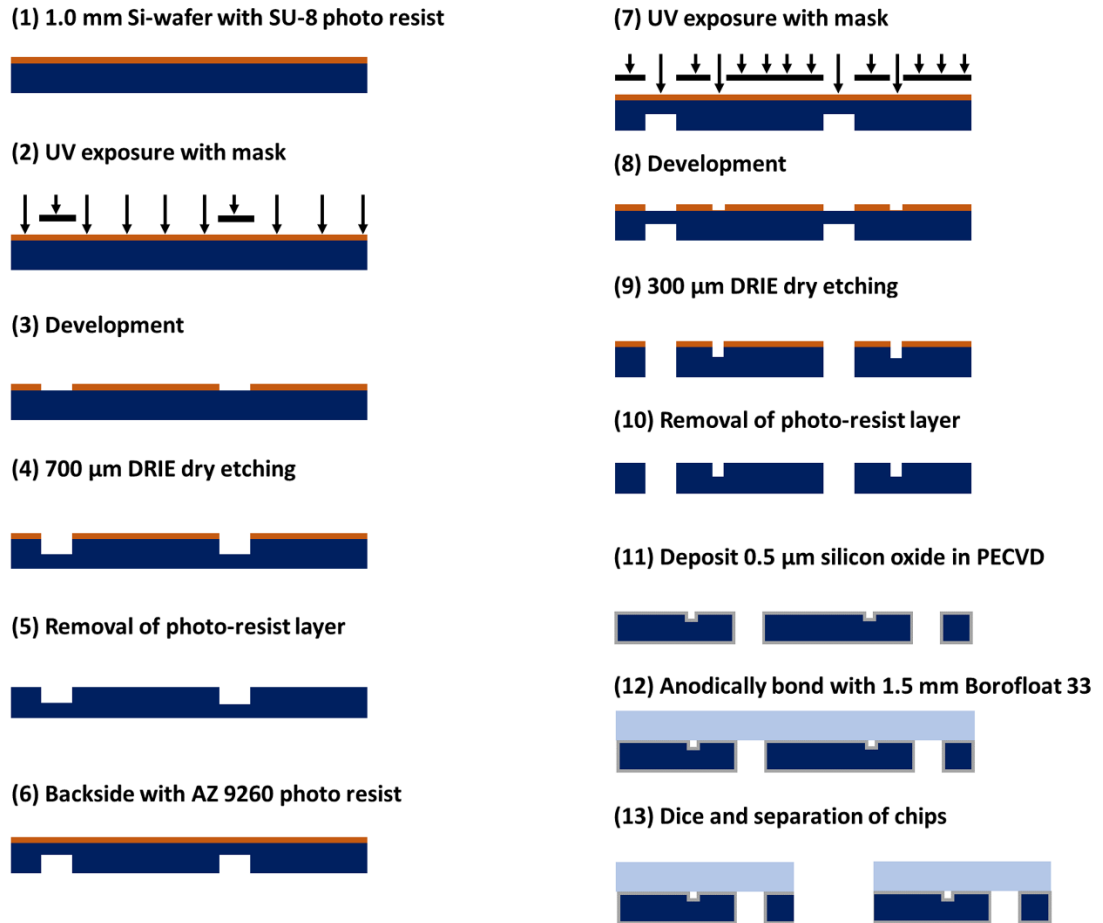 (1) 1.0 mm Si-wafer with SU-8 photo resist
(2) UV exposure with mask
(3) Development
(4) 700 μm DRIE dry etching
(5) Removal of photo-resist layer
(6) Backside with AZ 9260 photo resist
(7) UV exposure with mask
(8) Development
(9) 300 μm DRIE dry etching
(10) Removal of photo-resist layer
(11) Deposit 0.5 μm silicon oxide in PECVD
(12) Anodically bond with 1.5 mm Borofloat 33
(13) Dice and separation of chips